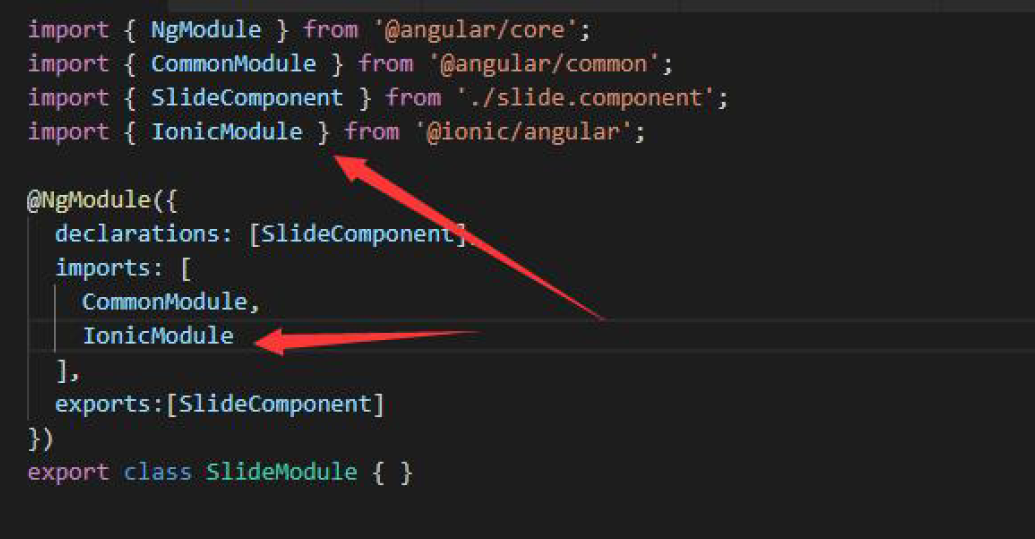 import { NgModule } from '@angular/core';
import { CommonModule } from '@angular/common';
import { SlideComponent } from './slide.component';
import { IonicModule } from '@ionic/angular';
@NgModule({
declarations: [SlideComponent],
imports: [
CommonModule,
IonicModule
],
exports:[SlideComponent]
})
export class SlideModule { }